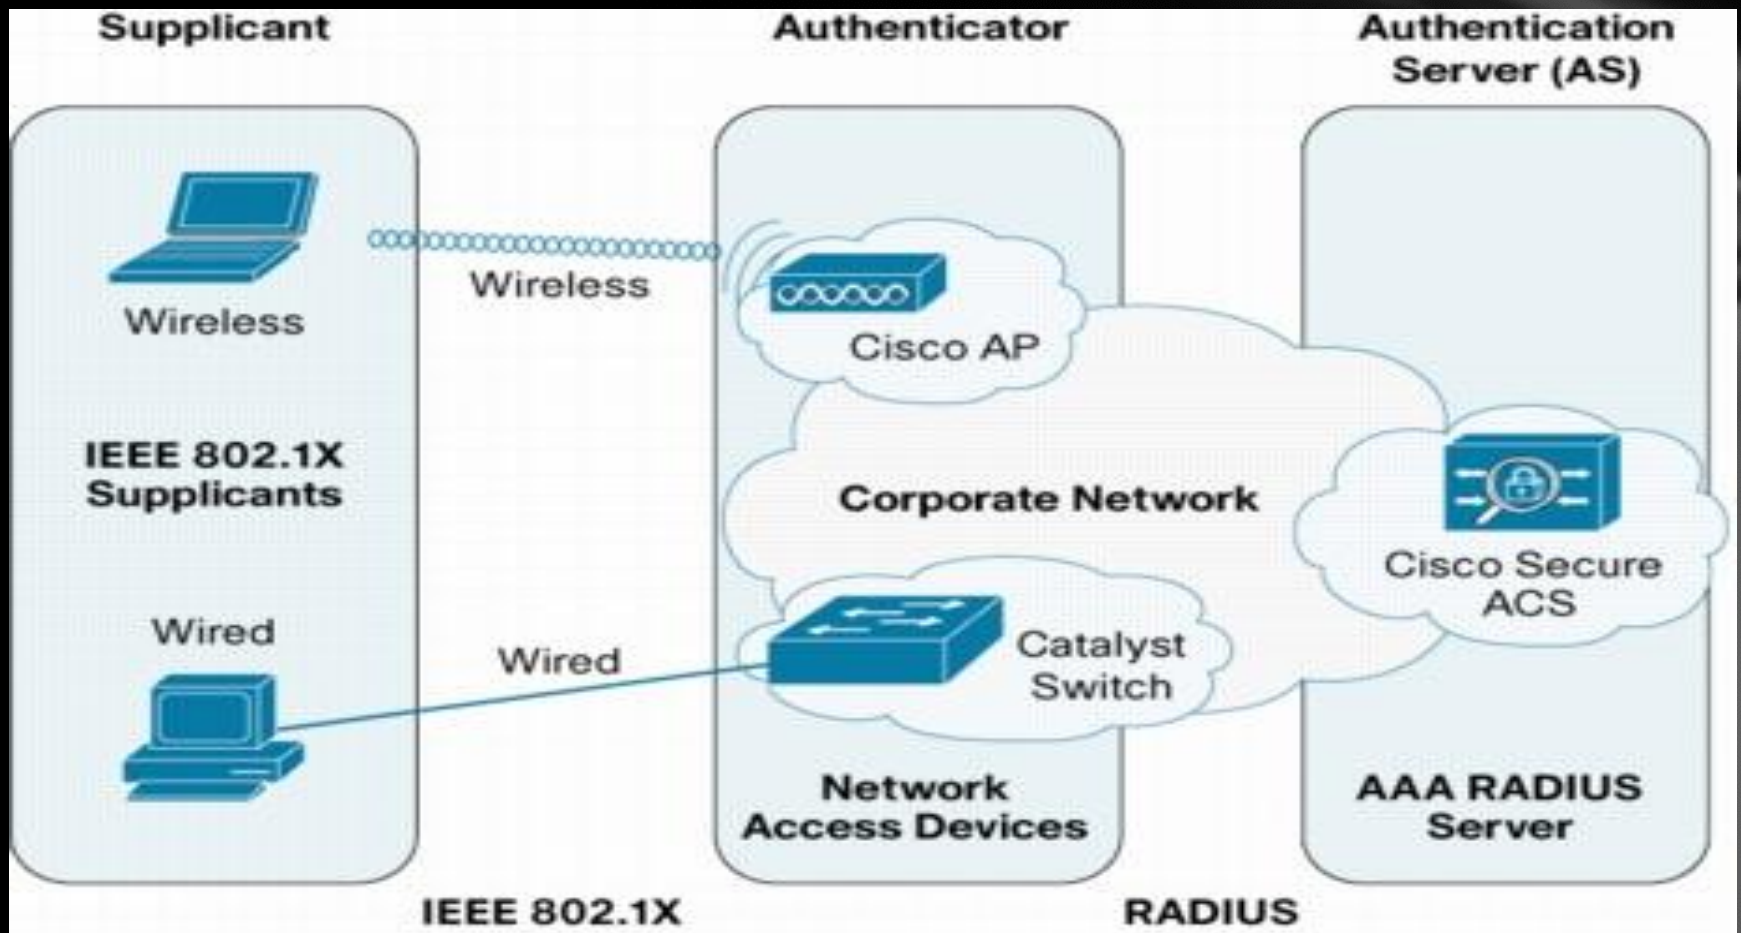 Supplicant
Authenticator
Authentication
Server (AS)
Wireless
Wireless
Cisco AP
IEEE 802.1X
Supplicants
Corporate Network
Cisco Secure
ACS
Wired
Wired
Catalyst
Switch
Network
Access Devices
AAA RADIUS
Server
IEEE 802.1X
RADIUS